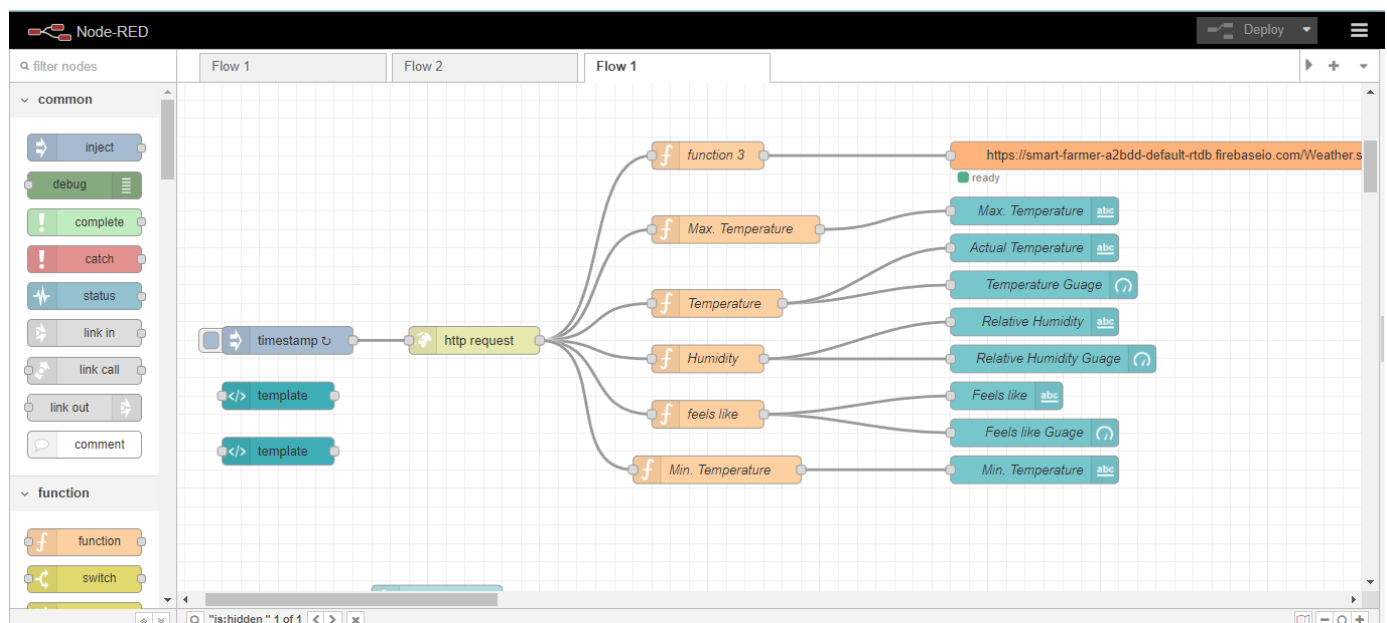 Node-RED
Deploy
filter nodes
Flow 1
Flow 2
Flow 1
common
inject
debug
complete
catch
status
link in
link call
link out
comment
function
function
switch
function 3
https://smart-farmer-a2bdd-default-rtdb.firebaseio.com/Weather.s
ready
Max. Temperature
Max. Temperature abc
Actual Temperature abc
Temperature
Temperature Guage
Relative Humidity abc
timestamp ↻
http request
Humidity
Relative Humidity Guage
template
feels like
Feels like abc
Feels like Guage
template
Min. Temperature
Min. Temperature abc
"is:hidden " 1 of 1